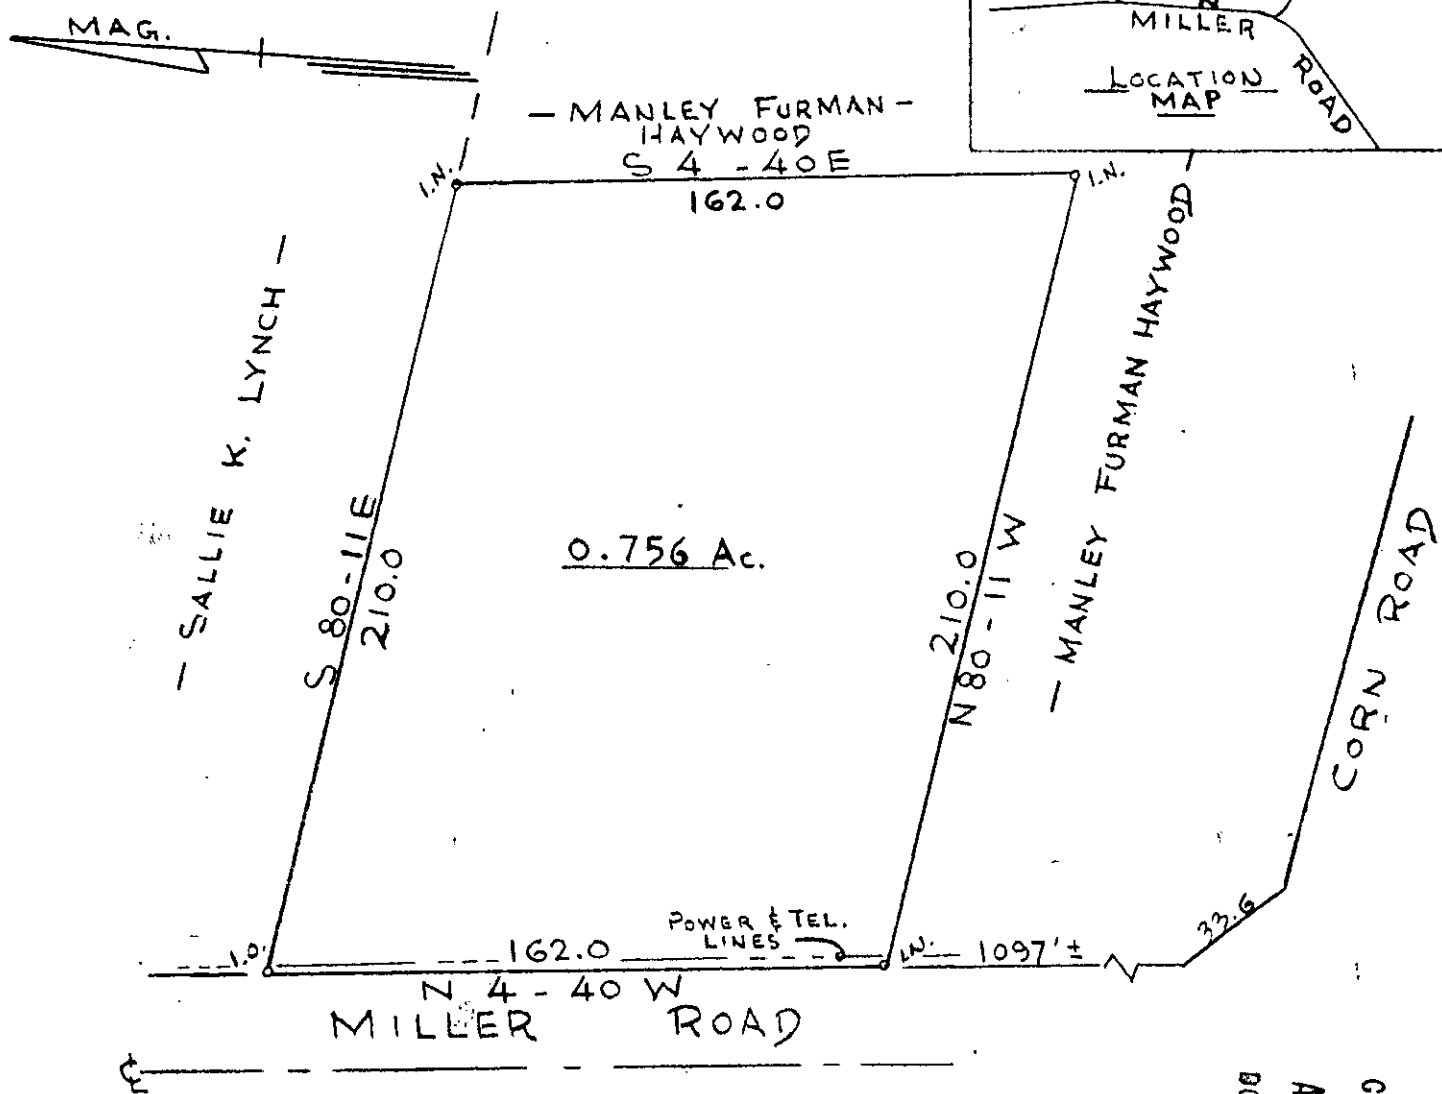 MAG.
MILLER
ROAD
LOCATION
MAP
— MANLEY FURMAN —
HAYWOOD
S 4 - 40 E
162.0
I.N.
I.N.
— SALLIE K. LYNCH —
S 80 - 11 E
210.0
0.756 Ac.
210.0
N 80 - 11 W
— MANLEY FURMAN HAYWOOD —
CORN ROAD
33.6
POWER & TEL.
LINES
I.O.
162.0
I.N.
1097' ±
N 4 - 40 W
MILLER ROAD
℄